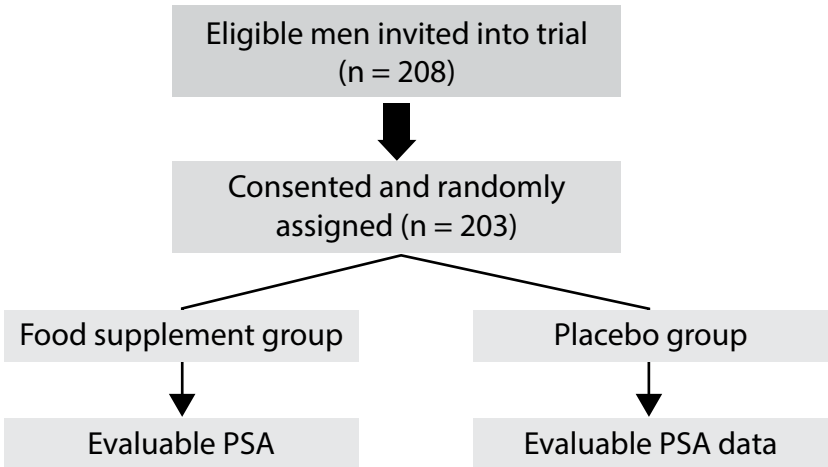 Eligible men invited into trial
(n = 208)
Consented and randomly
assigned (n = 203)
Food supplement group
Placebo group
Evaluable PSA
Evaluable PSA data